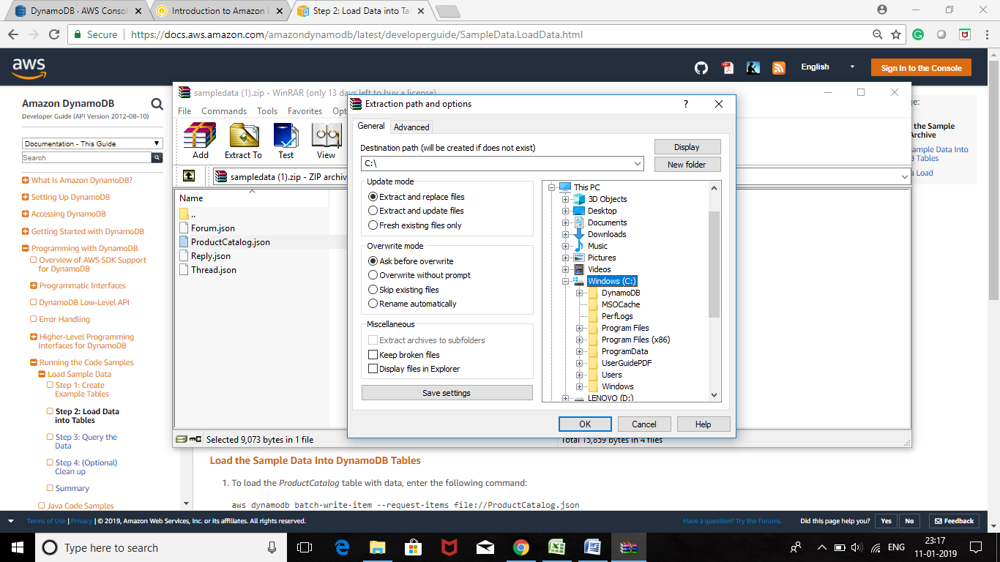 DynamoDB · AWS Consol
Introduction to Amazon D
Step 2: Load Data into Ta
Secure
https://docs.aws.amazon.com/amazondynamodb/latest/developerguide/SampleData.LoadData.html
aws
English
Sign In to the Console
Amazon DynamoDB
Developer Guide (API Version 2012-08-10)
Documentation - This Guide
Search
What Is Amazon DynamoDB?
Setting Up DynamoDB
Accessing DynamoDB
Getting Started with DynamoDB
Programming with DynamoDB
Overview of AWS SDK Support
for DynamoDB
Programmatic Interfaces
DynamoDB Low-Level API
Error Handling
Higher-Level Programming
Interfaces for DynamoDB
Running the Code Samples
Load Sample Data
Step 1: Create
Example Tables
Step 2: Load Data
into Tables
Step 3: Query the
Data
Step 4: (Optional)
Clean up
Summary
Java Code Samples
sampledata (1).zip - WinRAR (only 13 days left to buy a license)
File Commands Tools Favorites Opt
Add
Extract To
Test
View
sampledata (1).zip - ZIP archiv
Name
..
Forum.json
ProductCatalog.json
Reply.json
Thread.json
Selected 9,073 bytes in 1 file
Total 15,859 bytes in 4 files
Extraction path and options
?
General
Advanced
Destination path (will be created if does not exist)
C:\
Display
New folder
Update mode
Extract and replace files
Extract and update files
Fresh existing files only
Overwrite mode
Ask before overwrite
Overwrite without prompt
Skip existing files
Rename automatically
Miscellaneous
Extract archives to subfolders
Keep broken files
Display files in Explorer
Save settings
This PC
3D Objects
Desktop
Documents
Downloads
Music
Pictures
Videos
Windows (C:)
DynamoDB
MSOCache
PerfLogs
Program Files
Program Files (x86)
ProgramData
UserGuidePDF
Users
Windows
LENOVO (D:)
OK
Cancel
Help
ge:
the Sample
Archive
ample Data Into
B Tables
a Load
Load the Sample Data Into DynamoDB Tables
1. To load the ProductCatalog table with data, enter the following command:
aws dynamodb batch-write-item --request-items file://ProductCatalog.json
Terms of Use | Privacy | © 2019, Amazon Web Services, Inc. or its affiliates. All rights reserved.
Have a question? Try the Forums.
Did this page help you?
Yes
No
Feedback
Type here to search
ENG
23:17
11-01-2019